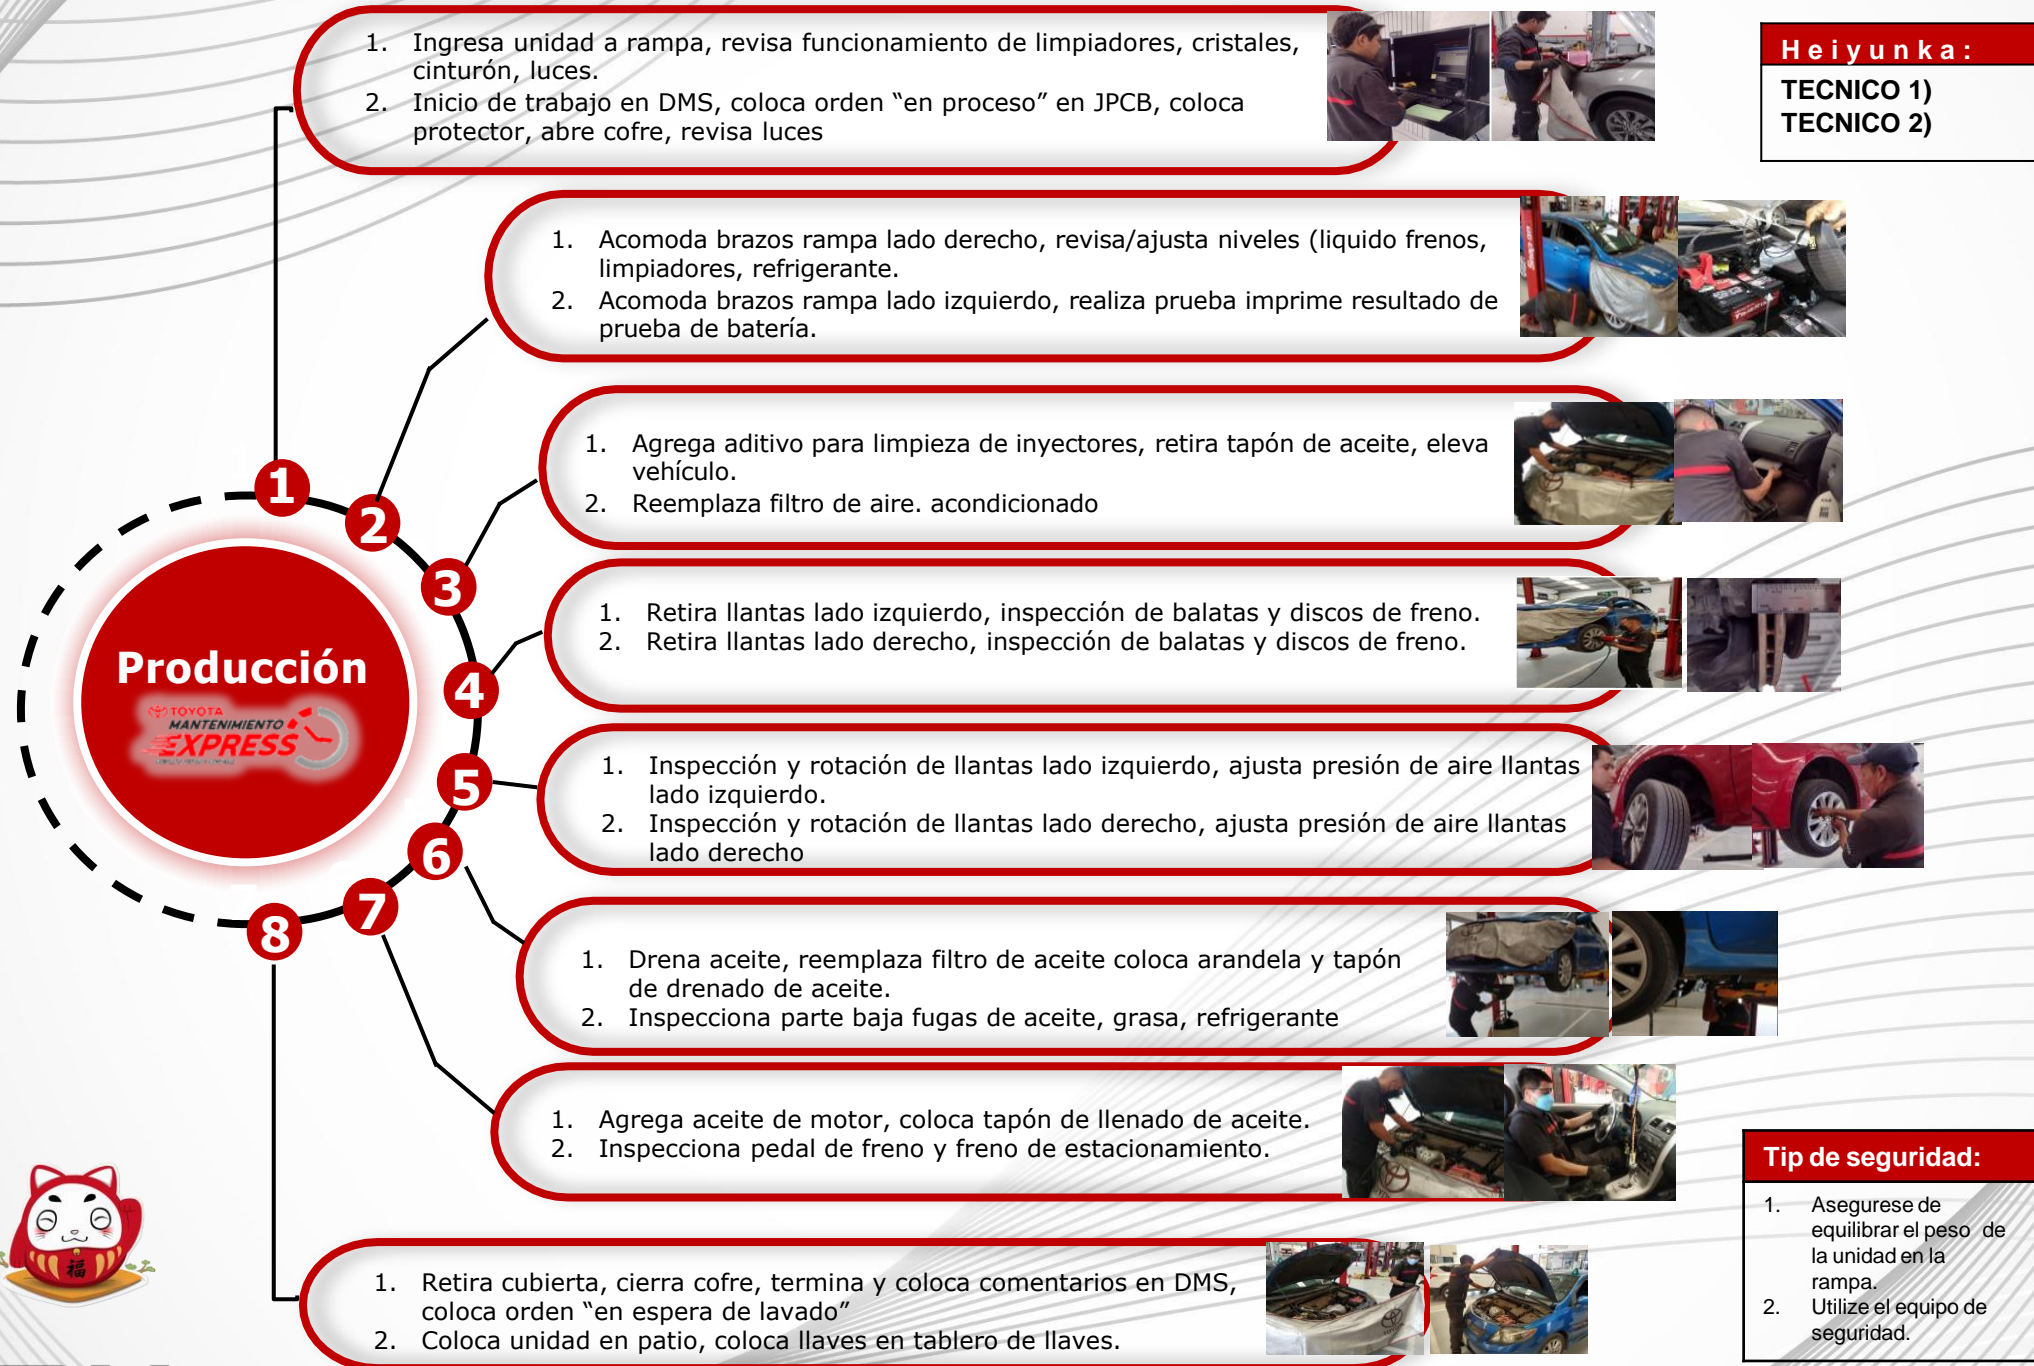 1. Ingresa unidad a rampa, revisa funcionamiento de limpiadores, cristales,
cinturón, luces.
2. Inicio de trabajo en DMS, coloca orden “en proceso” en JPCB, coloca
protector, abre cofre, revisa luces
Heiyunka:
TECNICO 1)
TECNICO 2)
1. Acomoda brazos rampa lado derecho, revisa/ajusta niveles (liquido frenos,
limpiadores, refrigerante.
2. Acomoda brazos rampa lado izquierdo, realiza prueba imprime resultado de
prueba de batería.
1. Agrega aditivo para limpieza de inyectores, retira tapón de aceite, eleva
vehículo.
2. Reemplaza filtro de aire. acondicionado
1. Retira llantas lado izquierdo, inspección de balatas y discos de freno.
2. Retira llantas lado derecho, inspección de balatas y discos de freno.
1. Inspección y rotación de llantas lado izquierdo, ajusta presión de aire llantas
lado izquierdo.
2. Inspección y rotación de llantas lado derecho, ajusta presión de aire llantas
lado derecho
1. Drena aceite, reemplaza filtro de aceite coloca arandela y tapón
de drenado de aceite.
2. Inspecciona parte baja fugas de aceite, grasa, refrigerante
1. Agrega aceite de motor, coloca tapón de llenado de aceite.
2. Inspecciona pedal de freno y freno de estacionamiento.
1. Retira cubierta, cierra cofre, termina y coloca comentarios en DMS,
coloca orden “en espera de lavado”
2. Coloca unidad en patio, coloca llaves en tablero de llaves.
1
2
3
4
5
6
7
8
Producción
TOYOTA
MANTENIMIENTO
EXPRESS
福
Tip de seguridad:
1. Asegurese de
equilibrar el peso de
la unidad en la
rampa.
2. Utilize el equipo de
seguridad.